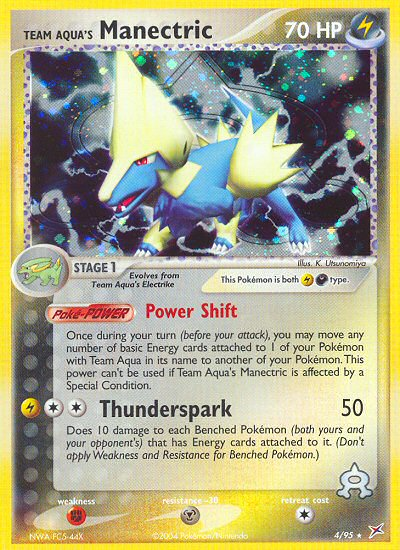 TEAM AQUA'S Manectric 70 HP
Illus. K. Utsunomiya
STAGE 1
Evolves from
Team Aqua's Electrike
This Pokémon is both type.
Poké-POWER Power Shift
Once during your turn (before your attack), you may move any
number of basic Energy cards attached to 1 of your Pokémon
with Team Aqua in its name to another of your Pokémon. This
power can't be used if Team Aqua's Manectric is affected by a
Special Condition.
Thunderspark 50
Does 10 damage to each Benched Pokémon (both yours and
your opponent's) that has Energy cards attached to it. (Don't
apply Weakness and Resistance for Benched Pokémon.)
weakness resistance -30 retreat cost
NWA-FC5-44X ©2004 Pokémon/Nintendo 4/95 ★